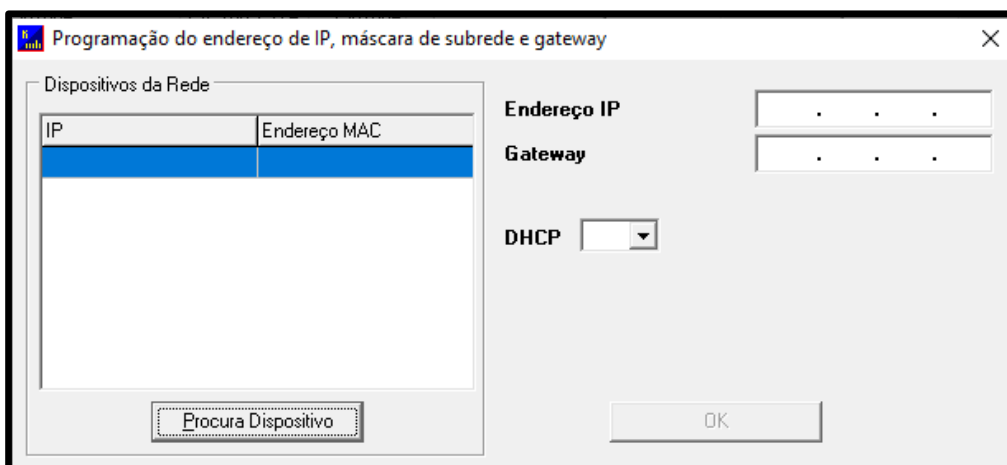 Programação do endereço de IP, máscara de subrede e gateway
Dispositivos da Rede
IP Endereço MAC
Procura Dispositivo
Endereço IP . . .
Gateway . . .
DHCP
OK